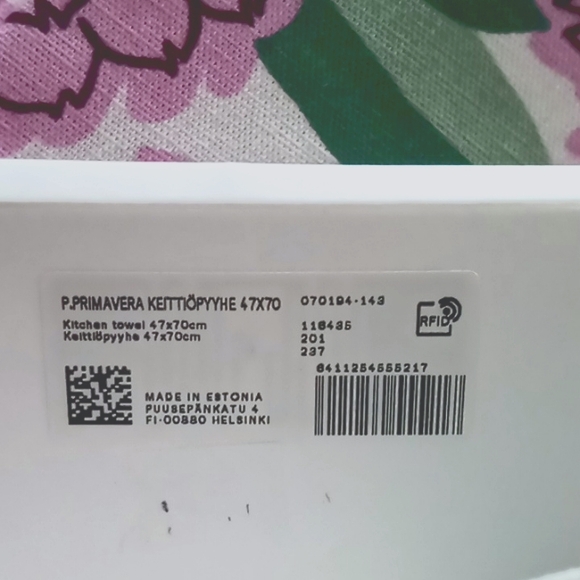 P.PRIMAVERA KEITTIÖPYYHE 47X70
Kitchen towel 47x70cm
Keittiöpyyhe 47x70cm
MADE IN ESTONIA
PUUSEPÄNKATU 4
FI-00880 HELSINKI
070194-143
116435
201
237
6411254555217
RFID